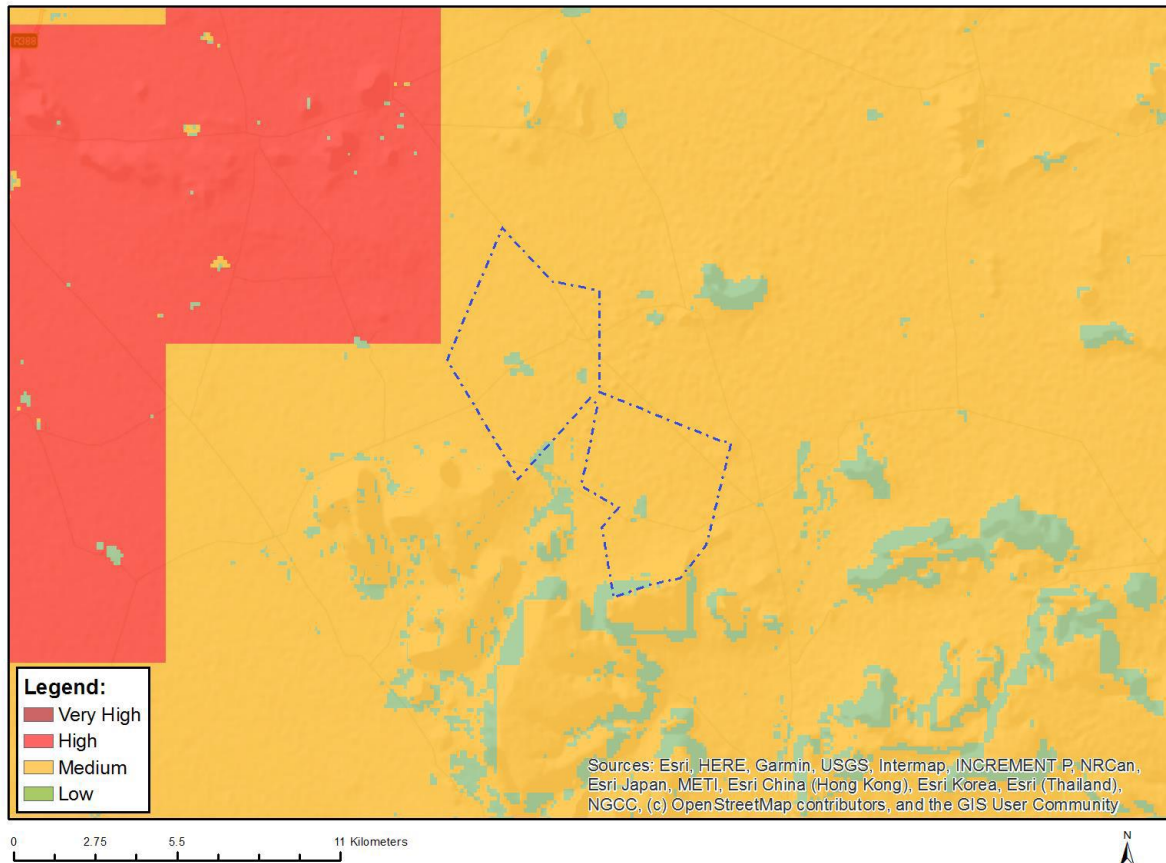 R388
Legend:
Very High
High
Medium
Low
Sources: Esri, HERE, Garmin, USGS, Intermap, INCREMENT P, NRCan,
Esri Japan, METI, Esri China (Hong Kong), Esri Korea, Esri (Thailand),
NGCC, (c) OpenStreetMap contributors, and the GIS User Community
0 2.75 5.5 11 Kilometers
N